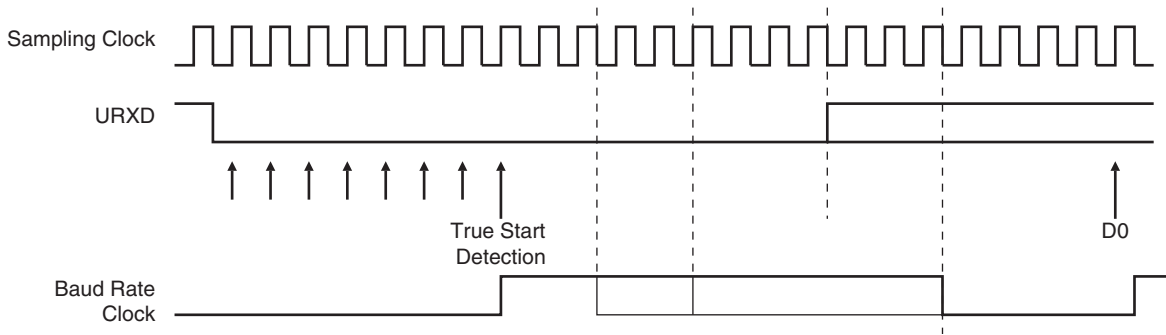 Sampling Clock
URXD
True Start
Detection
D0
Baud Rate
Clock